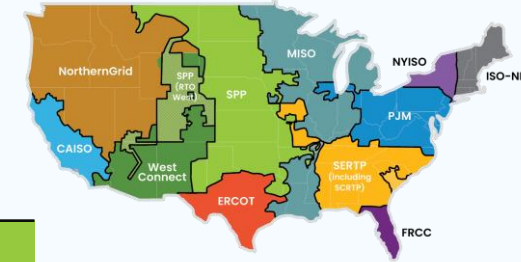 NorthernGrid
SPP
(RTO
West)
SPP
MISO
NYISO
ISO-NE
PJM
CAISO
West
Connect
SERTP
(including
SCRTP)
ERCOT
FRCC